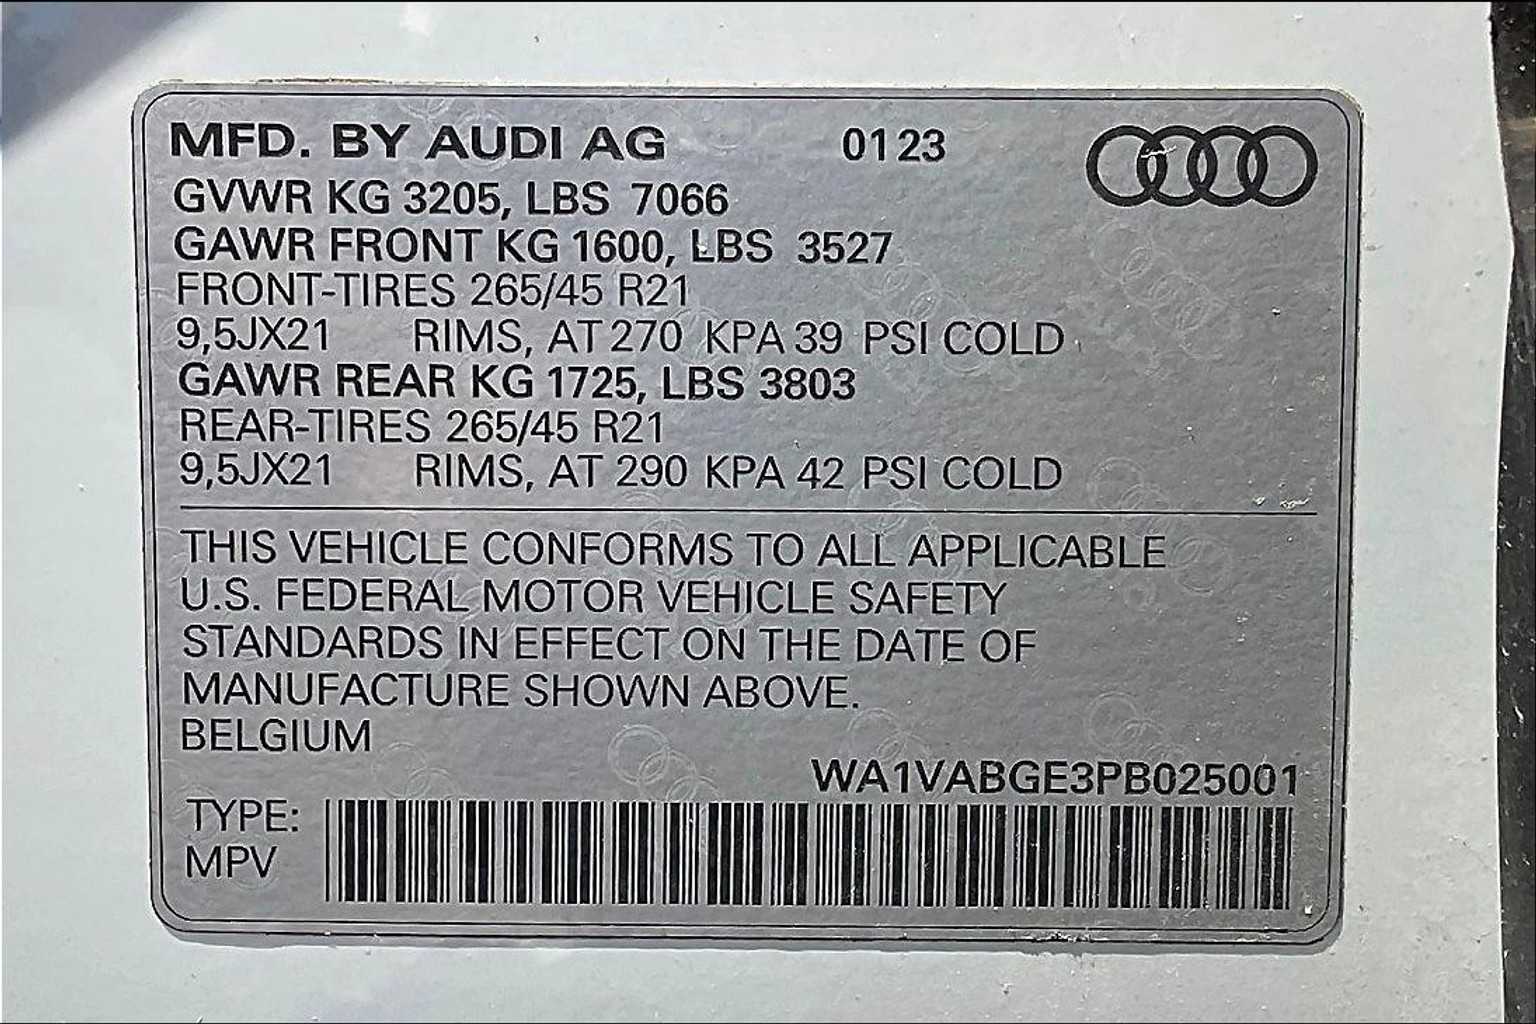 MFD. BY AUDI AG 0123
GVWR KG 3205, LBS 7066
GAWR FRONT KG 1600, LBS 3527
FRONT-TIRES 265/45 R21
9,5JX21 RIMS, AT 270 KPA 39 PSI COLD
GAWR REAR KG 1725, LBS 3803
REAR-TIRES 265/45 R21
9,5JX21 RIMS, AT 290 KPA 42 PSI COLD
THIS VEHICLE CONFORMS TO ALL APPLICABLE
U.S. FEDERAL MOTOR VEHICLE SAFETY
STANDARDS IN EFFECT ON THE DATE OF
MANUFACTURE SHOWN ABOVE.
BELGIUM
WA1VABGE3PB025001
TYPE:
MPV